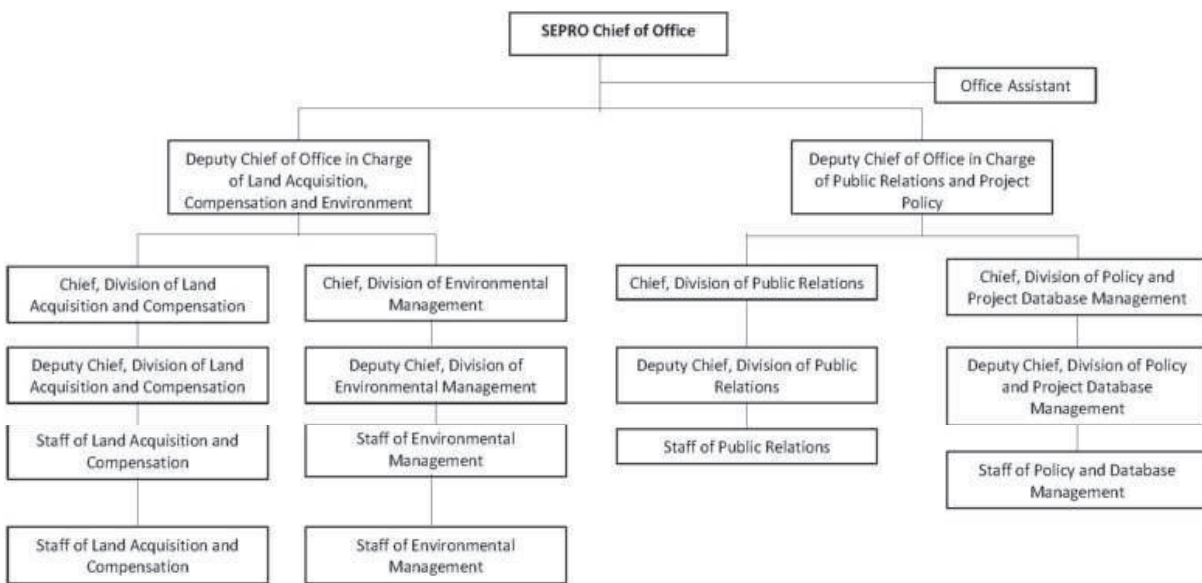 SEPRO Chief of Office
Office Assistant
Deputy Chief of Office in Charge
of Land Acquisition,
Compensation and Environment
Deputy Chief of Office in Charge
of Public Relations and Project
Policy
Chief, Division of Land
Acquisition and Compensation
Chief, Division of Environmental
Management
Chief, Division of Public Relations
Chief, Division of Policy and
Project Database Management
Deputy Chief, Division of Land
Acquisition and Compensation
Deputy Chief, Division of
Environmental Management
Deputy Chief, Division of Public
Relations
Deputy Chief, Division of Policy
and Project Database
Management
Staff of Land Acquisition and
Compensation
Staff of Environmental
Management
Staff of Public Relations
Staff of Policy and Database
Management
Staff of Land Acquisition and
Compensation
Staff of Environmental
Management